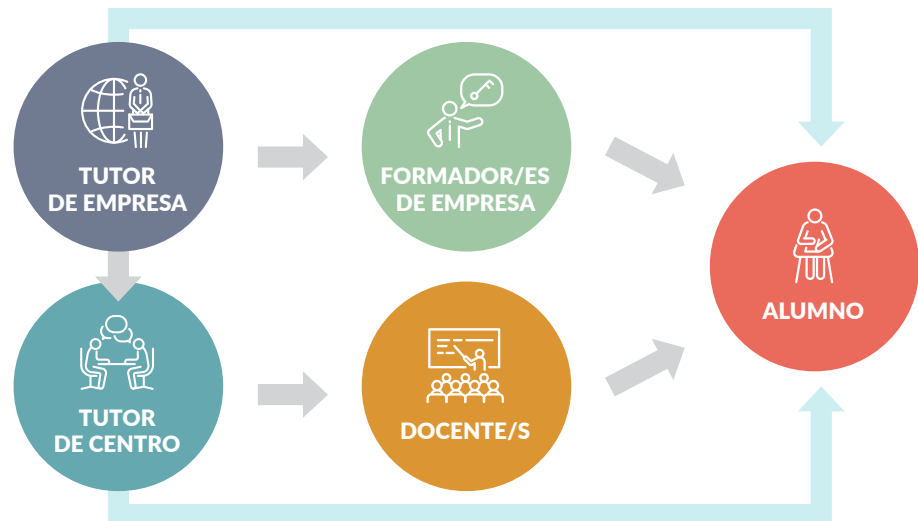 TUTOR
DE EMPRESA
FORMADOR/ES
DE EMPRESA
ALUMNO
TUTOR
DE CENTRO
DOCENTE/S